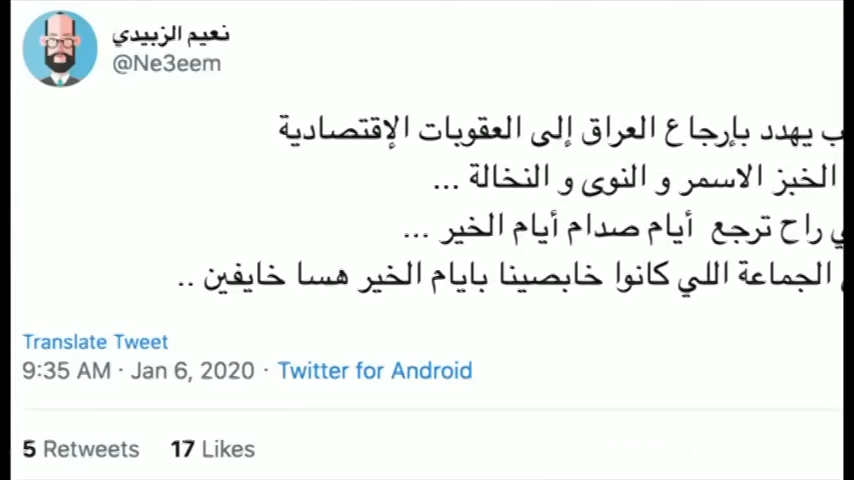 نعيم الزبيدي
@Ne3eem
يهدد بإرجاع العراق إلى العقوبات الإقتصادية
الخبز الاسمر و النوى و النخالة ...
راح ترجع أيام صدام أيام الخير ...
الجماعة اللي كانوا خابصينا بايام الخير هسا خايفين ..
Translate Tweet
9:35 AM · Jan 6, 2020 · Twitter for Android
5 Retweets 17 Likes